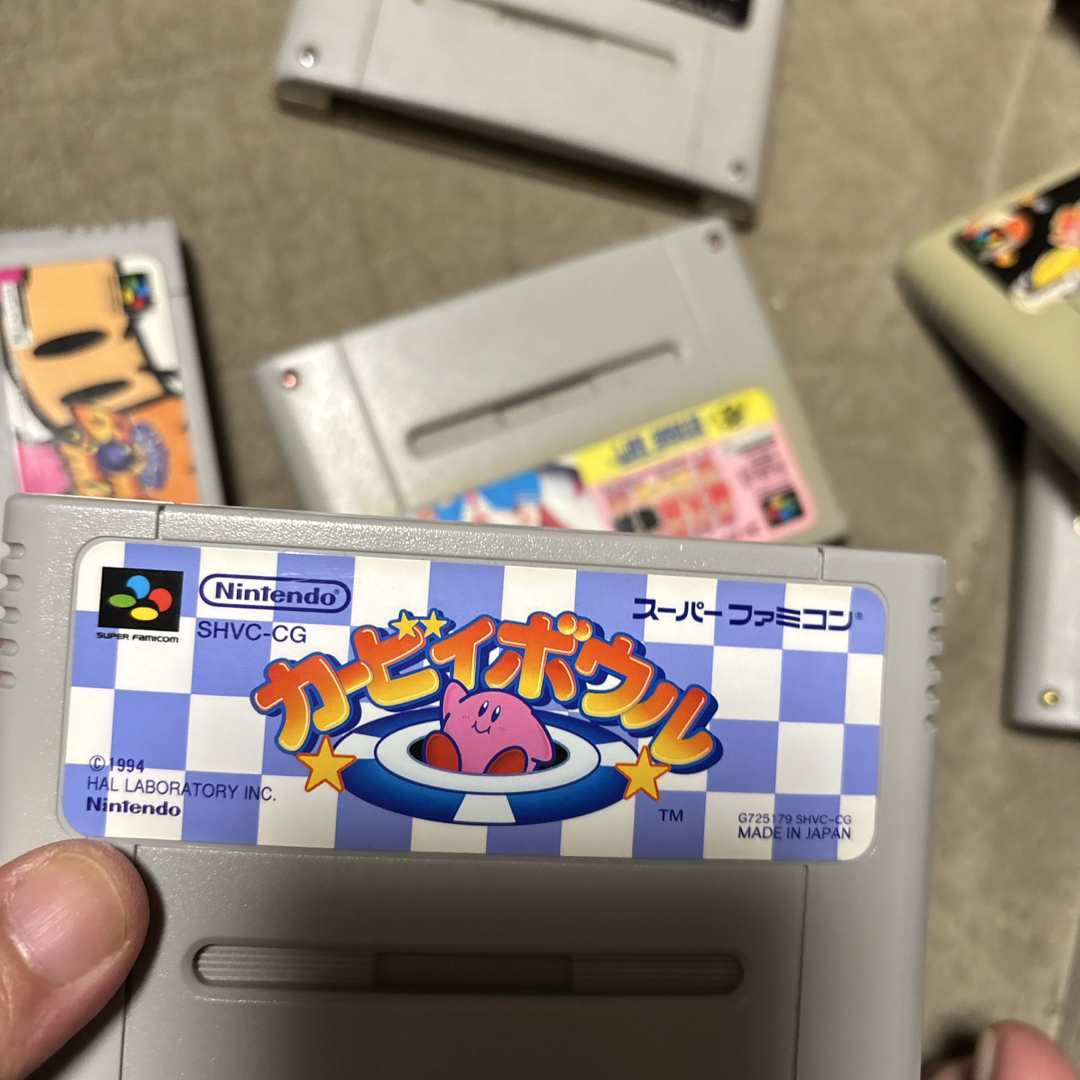 SUPER FAMICOM
Nintendo®
SHVC-CG
スーパーファミコン®
カービィボウル
©1994
HAL LABORATORY INC.
Nintendo
TM
G725179 SHVC-CG
MADE IN JAPAN